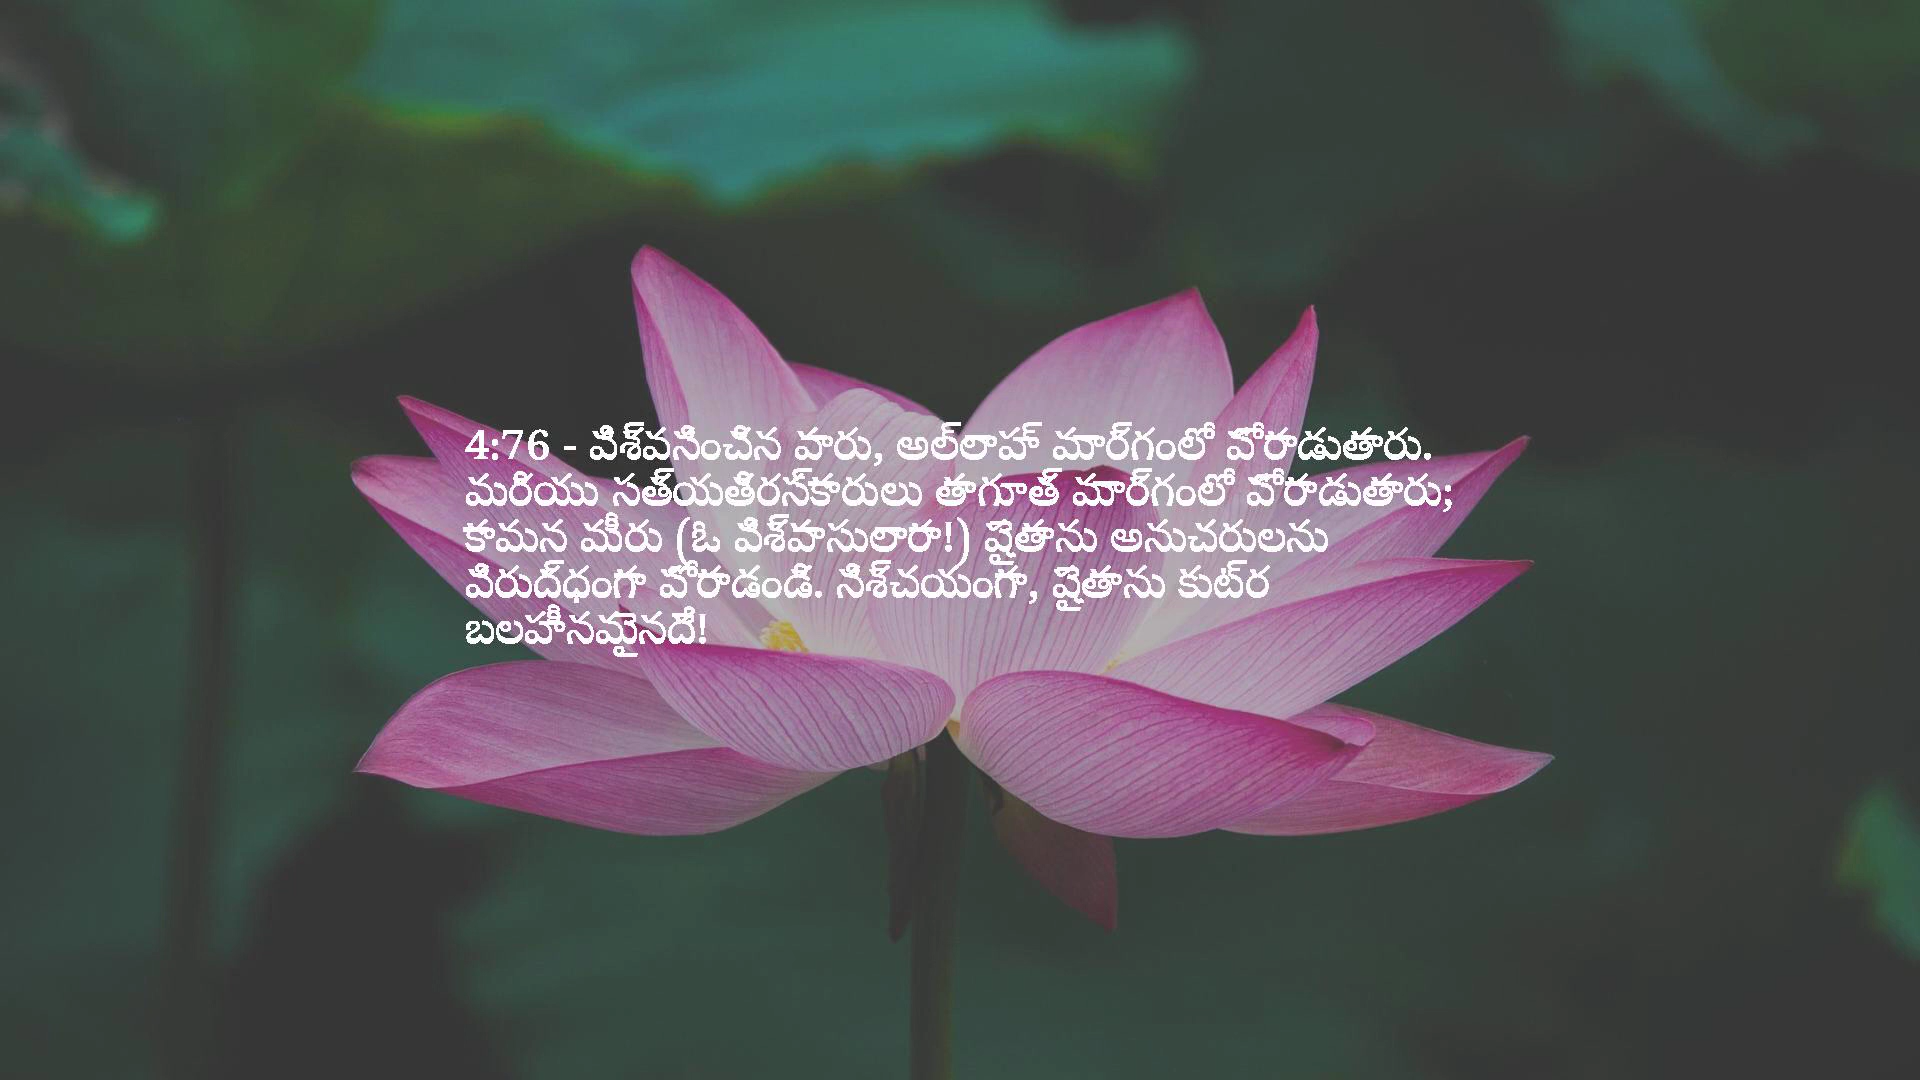 4:76 - విశ్వసించిన వారు, అల్లాహ్ మార్గంలో పోరాడుతారు.
మరియు సత్యతిరస్కారులు తాగూత్ మార్గంలో పోరాడుతారు;
కావున మీరు (ఓ విశ్వాసులారా!) షైతాను అనుచరులను
విరుద్ధంగా పోరాడండి. నిశ్చయంగా, షైతాను కుట్ర
బలహీనమైనదే!